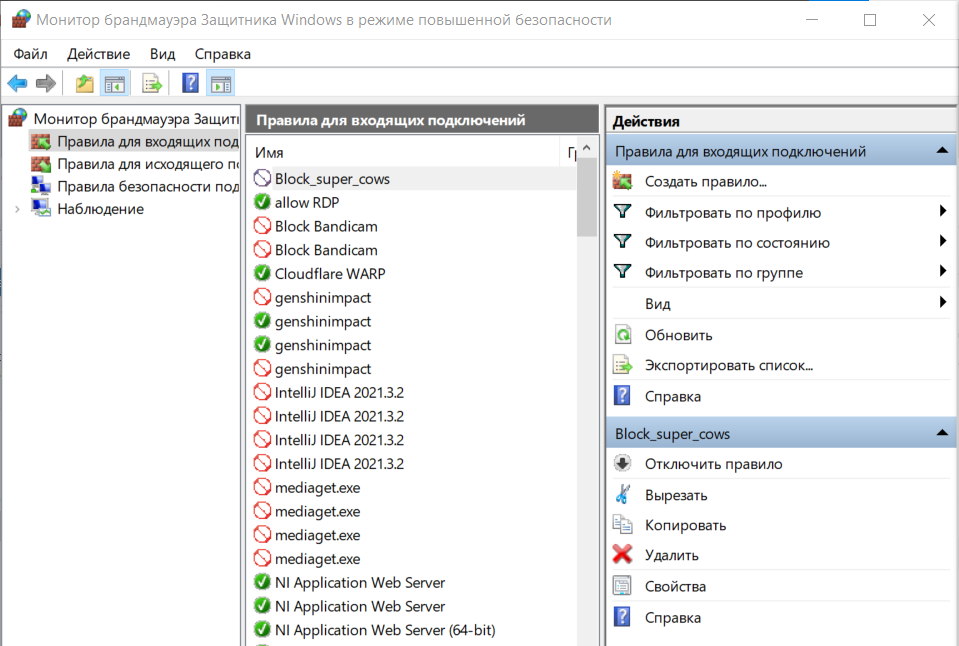 Монитор брандмауэра Защитника Windows в режиме повышенной безопасности
Файл Действие Вид Справка
Монитор брандмауэра Защити
Правила для входящих под
Правила для исходящего по
Правила безопасности под
Наблюдение
Правила для входящих подключений
Имя
Block_super_cows
allow RDP
Block Bandicam
Block Bandicam
Cloudflare WARP
genshinimpact
genshinimpact
genshinimpact
genshinimpact
IntelliJ IDEA 2021.3.2
IntelliJ IDEA 2021.3.2
IntelliJ IDEA 2021.3.2
IntelliJ IDEA 2021.3.2
mediaget.exe
mediaget.exe
mediaget.exe
mediaget.exe
NI Application Web Server
NI Application Web Server
NI Application Web Server (64-bit)
Действия
Правила для входящих подключений
Создать правило...
Фильтровать по профилю
Фильтровать по состоянию
Фильтровать по группе
Вид
Обновить
Экспортировать список...
Справка
Block_super_cows
Отключить правило
Вырезать
Копировать
Удалить
Свойства
Справка